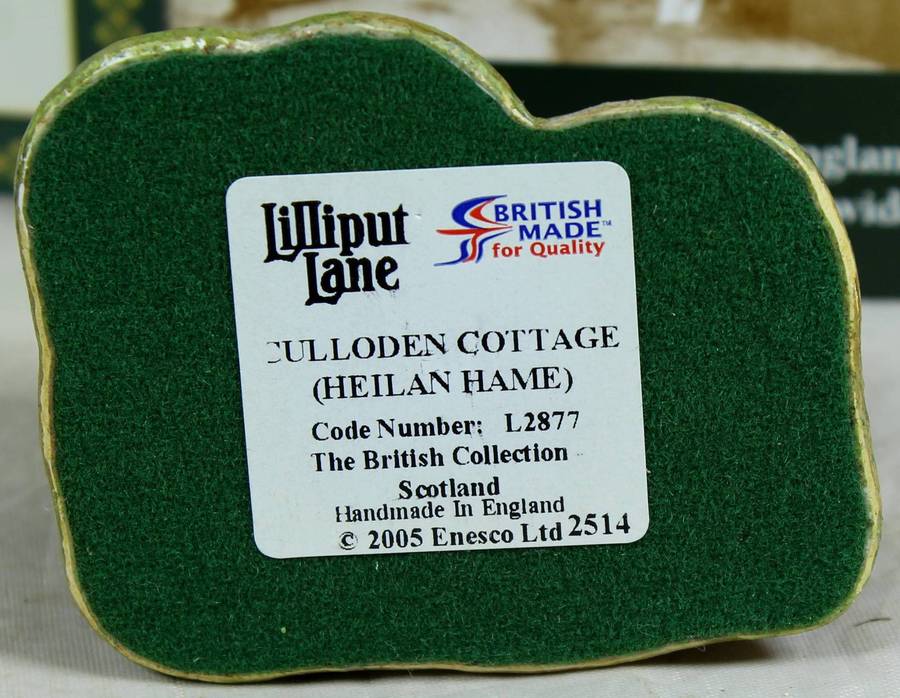 Lilliput
Lane
BRITISH
MADE™
for Quality
CULLODEN COTTAGE
(HEILAN HAME)
Code Number: L2877
The British Collection
Scotland
Handmade In England
© 2005 Enesco Ltd 2514